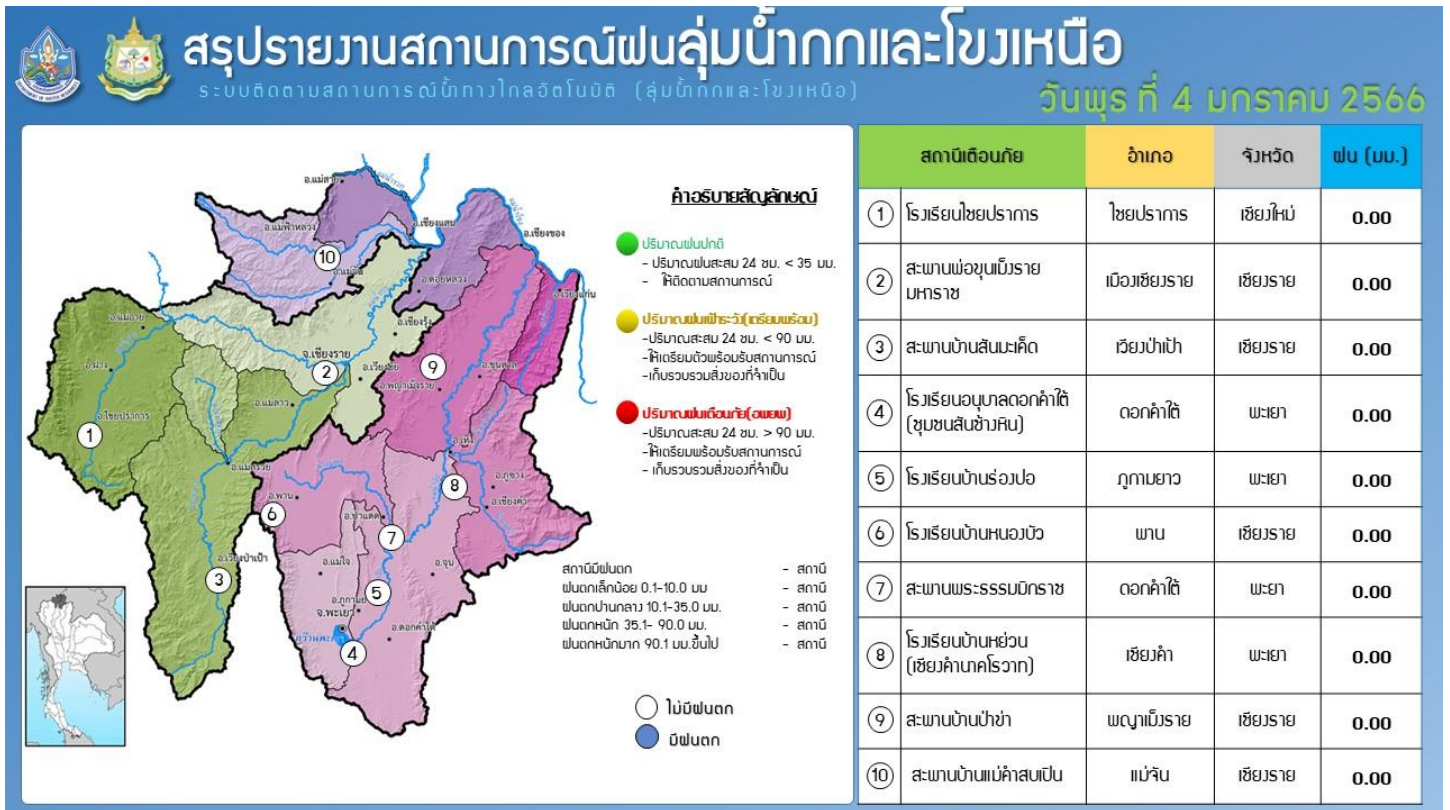 สรุปรายงานสถานการณ์ฝนลุ่มน้ำกกและโขงเหนือ
ระบบติดตามสถานการณ์น้ำทางไกลอัตโนมัติ (ลุ่มน้ำกกและโขงเหนือ)
วันพุธ ที่ 4 มกราคม 2566
อ.แม่สาย
อ.แม่ฟ้าหลวง
อ.เชียงแสน
อ.เชียงของ
10
อ.แม่จัน
อ.ดอยหลวง
อ.เวียงแก่น
อ.แม่อาย
อ.เชียงรุ้ง
จ.เชียงราย
9
อ.ฝาง
2
อ.เวียงชัย
อ.พญาเม็งราย
อ.ขุนตาล
อ.ไชยปราการ
อ.แม่ลาว
1
อ.เทิง
อ.แม่สรวย
8
อ.ภูซาง
อ.พาน
อ.เชียงคำ
6
อ.ป่าแดด
7
อ.เวียงป่าเป้า
3
อ.แม่ใจ
อ.จุน
5
จ.พะเยา
อ.ดอกคำใต้
4
คำอธิบายสัญลักษณ์
ปริมาณฝนปกติ
- ปริมาณฝนสะสม 24 ชม. < 35 มม.
- ให้ติดตามสถานการณ์
ปริมาณฝนเฝ้าระวัง(เตรียมพร้อม)
-ปริมาณสะสม 24 ชม. < 90 มม.
-ให้เตรียมตัวพร้อมรับสถานการณ์
-เก็บรวบรวมสิ่งของที่จำเป็น
ปริมาณฝนเตือนภัย(อพยพ)
-ปริมาณสะสม 24 ชม. > 90 มม.
-ให้เตรียมพร้อมรับสถานการณ์
- เก็บรวบรวมสิ่งของที่จำเป็น
สถานีมีฝนตก - สถานี
ฝนตกเล็กน้อย 0.1-10.0 มม - สถานี
ฝนตกปานกลาง 10.1-35.0 มม. - สถานี
ฝนตกหนัก 35.1- 90.0 มม. - สถานี
ฝนตกหนักมาก 90.1 มม.ขึ้นไป - สถานี
ไม่มีฝนตก
มีฝนตก
สถานีเตือนภัย อำเภอ จังหวัด ฝน (มม.)
1 โรงเรียนไชยปราการ ไชยปราการ เชียงใหม่ 0.00
2 สะพานพ่อขุนเม็งราย
มหาราช เมืองเชียงราย เชียงราย 0.00
3 สะพานบ้านสันมะเค็ด เวียงป่าเป้า เชียงราย 0.00
4 โรงเรียนอนุบาลดอกคำใต้
(ชุมชนสันช้างหิน) ดอกคำใต้ พะเยา 0.00
5 โรงเรียนบ้านร่องปอ ภูกามยาว พะเยา 0.00
6 โรงเรียนบ้านหนองบัว พาน เชียงราย 0.00
7 สะพานพระธรรมมิกราช ดอกคำใต้ พะเยา 0.00
8 โรงเรียนบ้านหย่วน
(เชียงคำนาคโรวาท) เชียงคำ พะเยา 0.00
9 สะพานบ้านป่าข่า พญาเม็งราย เชียงราย 0.00
10 สะพานบ้านแม่คำสบเปิน แม่จัน เชียงราย 0.00